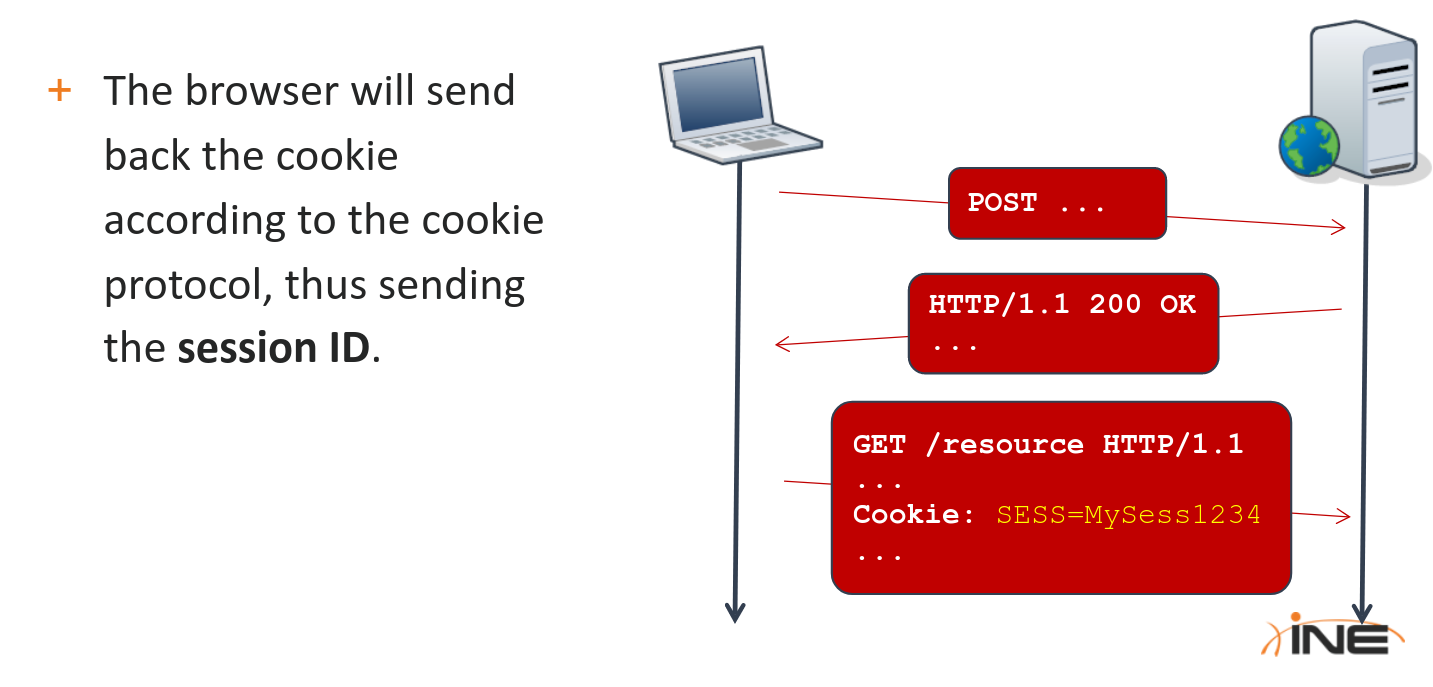 + The browser will send
back the cookie
according to the cookie
protocol, thus sending
the session ID.
POST ...
HTTP/1.1 200 OK
...
GET /resource HTTP/1.1
...
Cookie: SESS=MySess1234
...
iNE